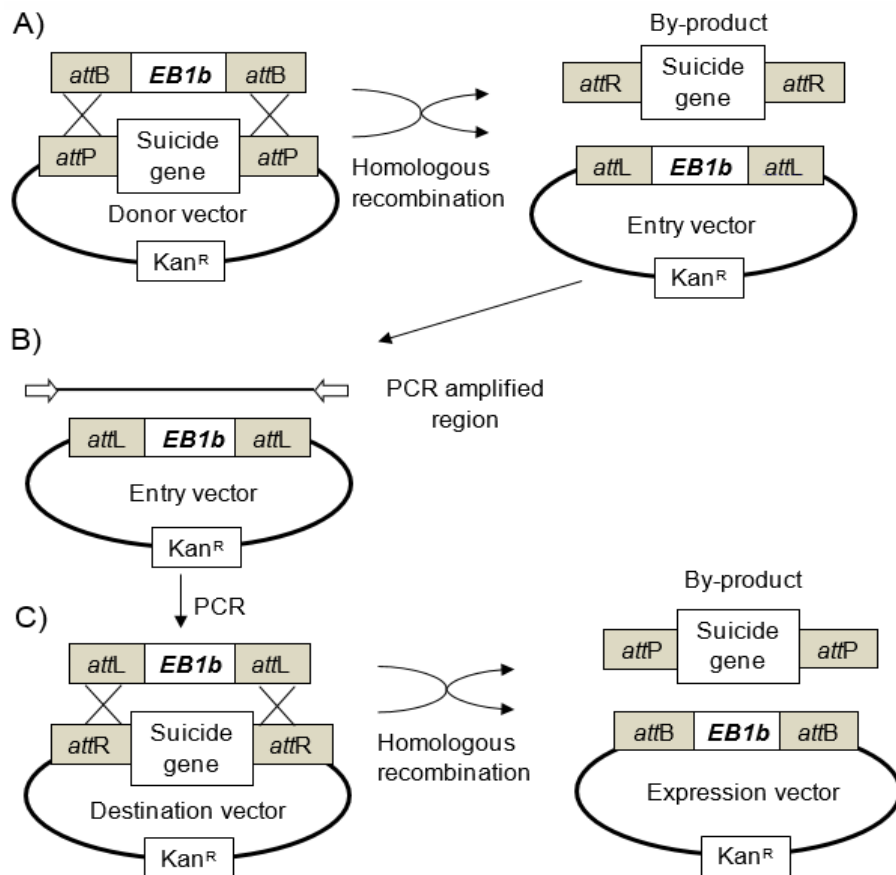 A)
attB EB1b attB
attP Suicide gene attP
Donor vector
Kanᴿ
Homologous
recombination
By-product
attR Suicide gene attR
attL EB1b attL
Entry vector
Kanᴿ
B)
PCR amplified
region
attL EB1b attL
Entry vector
Kanᴿ
PCR
C)
attL EB1b attL
attR Suicide gene attR
Destination vector
Kanᴿ
Homologous
recombination
By-product
attP Suicide gene attP
attB EB1b attB
Expression vector
Kanᴿ